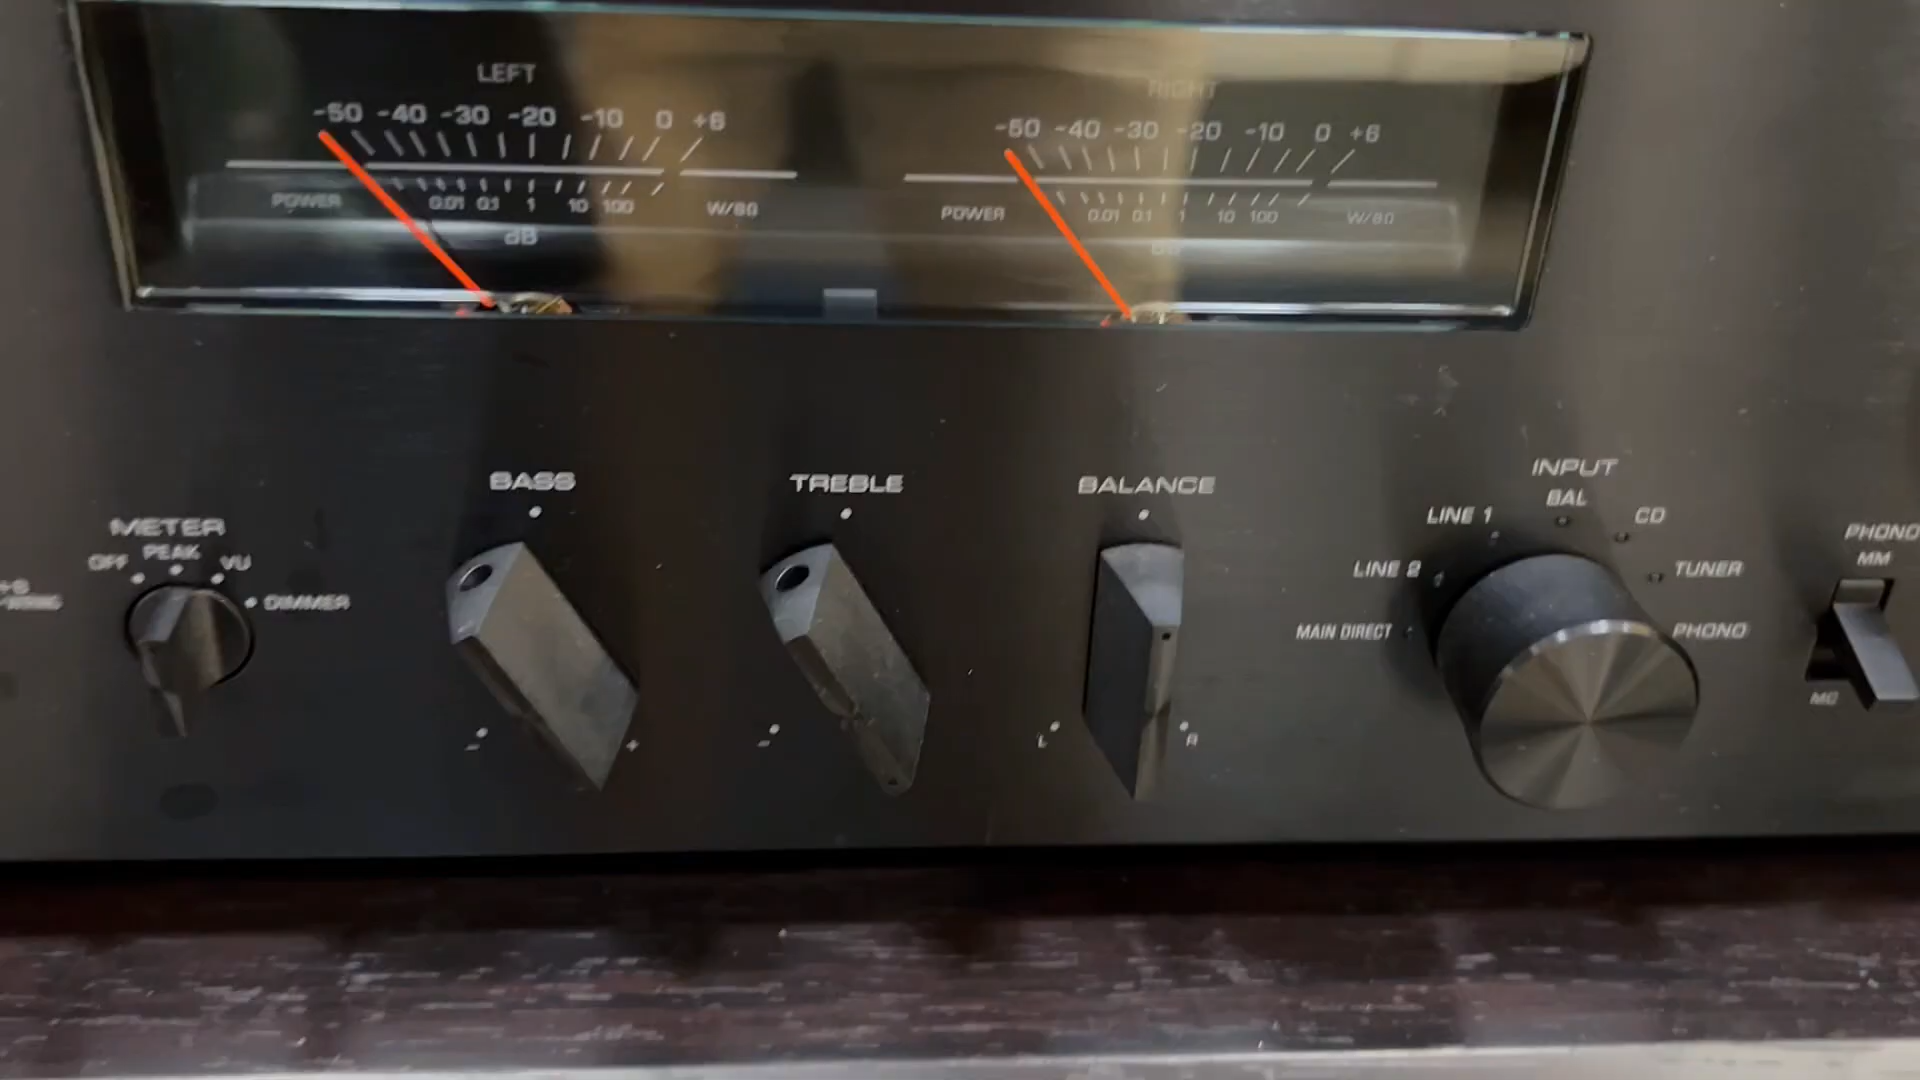 LEFT
-50 -40 -30 -20 -10 0 +6
POWER 0.01 0.1 1 10 100 W/8Ω
dB
RIGHT
-50 -40 -30 -20 -10 0 +6
POWER 0.01 0.1 1 10 100 W/8Ω
dB
METER
OFF PEAK VU
DIMMER
BASS
- +
TREBLE
-
BALANCE
L R
INPUT
LINE 1 BAL CD
LINE 2 TUNER
MAIN DIRECT PHONO
PHONO
MM
MC